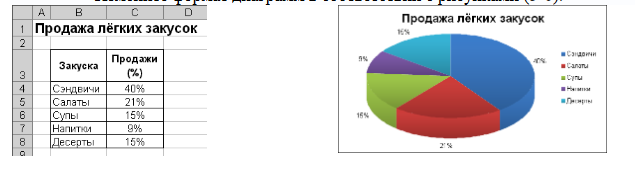 A B C D
1 Продажа лёгких закусок
2
3 Закуска Продажи (%)
4 Сэндвичи 40%
5 Салаты 21%
6 Супы 15%
7 Напитки 9%
8 Десерты 15%
9
Продажа лёгких закусок
15%
40%
9%
15%
21%
Сэндвичи
Салаты
Супы
Напитки
Десерты